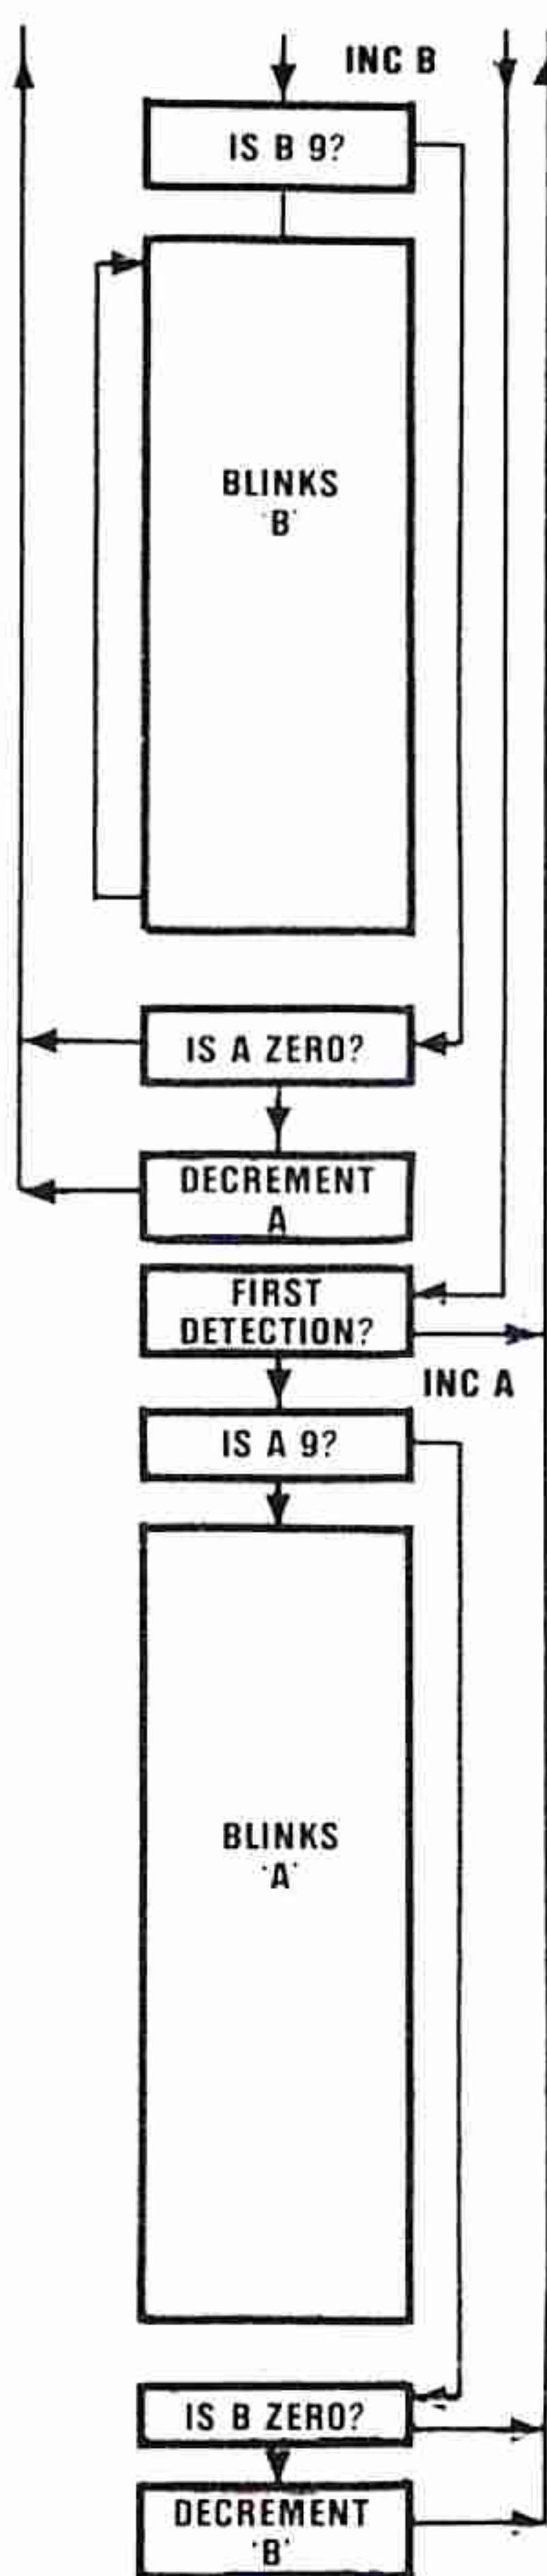 INC B
IS B 9?
BLINKS
'B'
IS A ZERO?
DECREMENT
A
FIRST
DETECTION?
INC A
IS A 9?
BLINKS
'A'
IS B ZERO?
DECREMENT
'B'